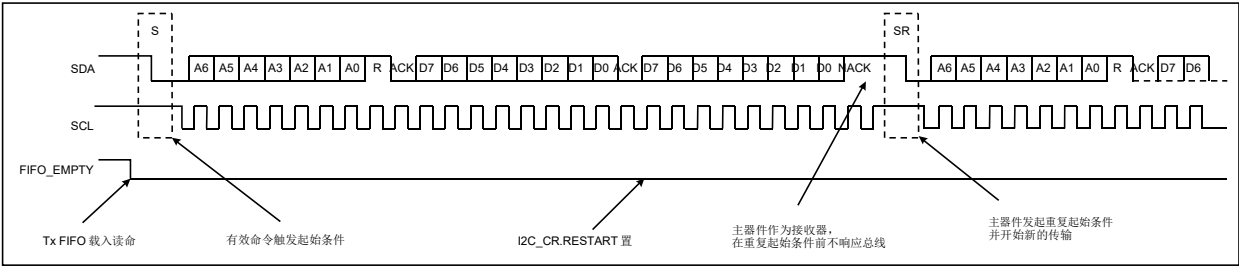 S SR
SDA A6 A5 A4 A3 A2 A1 A0 R ACK D7 D6 D5 D4 D3 D2 D1 D0 ACK D7 D6 D5 D4 D3 D2 D1 D0 NACK A6 A5 A4 A3 A2 A1 A0 R ACK D7 D6
SCL
FIFO_EMPTY
Tx FIFO 载入读命
有效命令触发起始条件
I2C_CR.RESTART 置
主器件作为接收器，
在重复起始条件前不响应总线
主器件发起重复起始条件
并开始新的传输